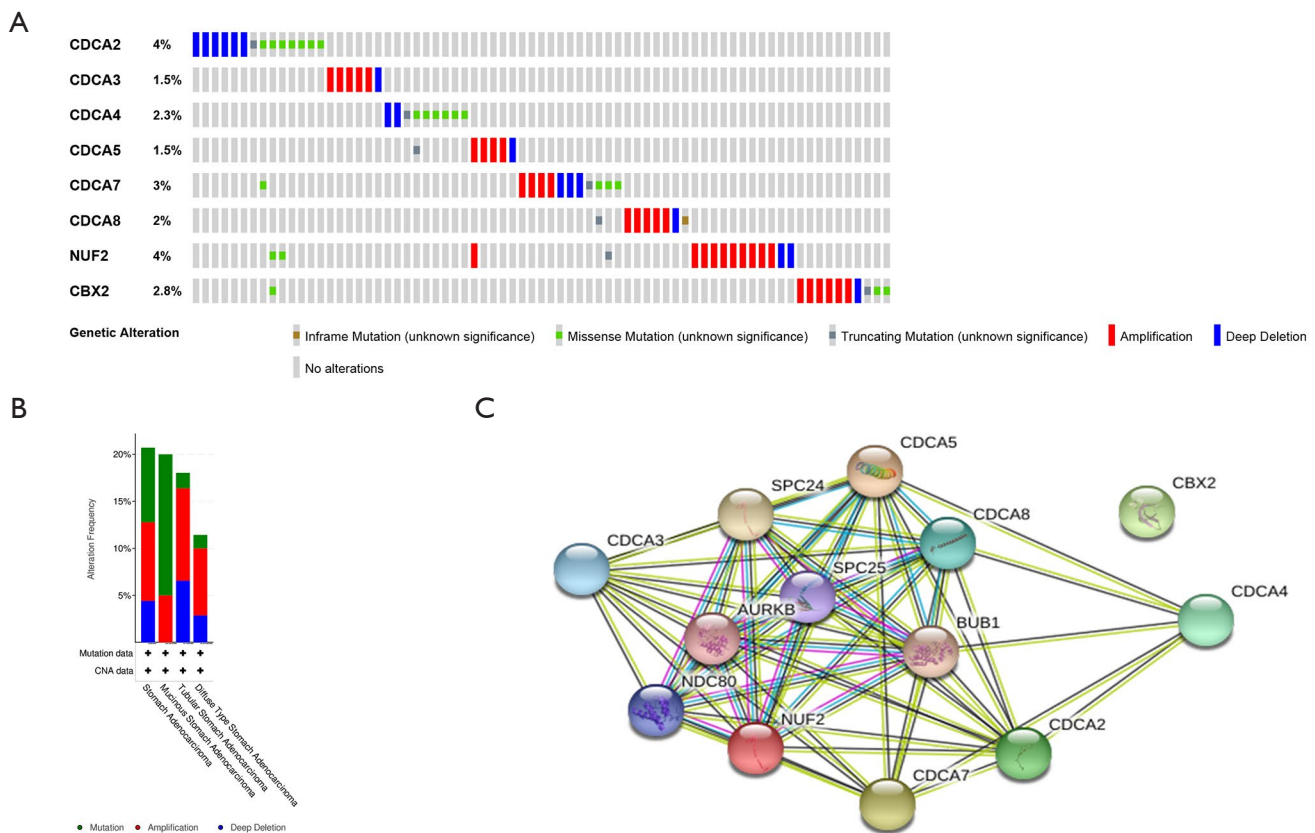 A
CDCA2 4%
CDCA3 1.5%
CDCA4 2.3%
CDCA5 1.5%
CDCA7 3%
CDCA8 2%
NUF2 4%
CBX2 2.8%
Genetic Alteration
Inframe Mutation (unknown significance) Missense Mutation (unknown significance) Truncating Mutation (unknown significance) Amplification Deep Deletion
No alterations
B
Alteration Frequency
20%
15%
10%
5%
Mutation data + + + +
CNA data + + + +
Stomach Adenocarcinoma
Mucinous Stomach Adenocarcinoma
Tubular Stomach Adenocarcinoma
Diffuse Type Stomach Adenocarcinoma
Mutation Amplification Deep Deletion
C
CDCA5
SPC24
CBX2
CDCA8
CDCA3
SPC25
CDCA4
AURKB
BUB1
NDC80
NUF2
CDCA2
CDCA7